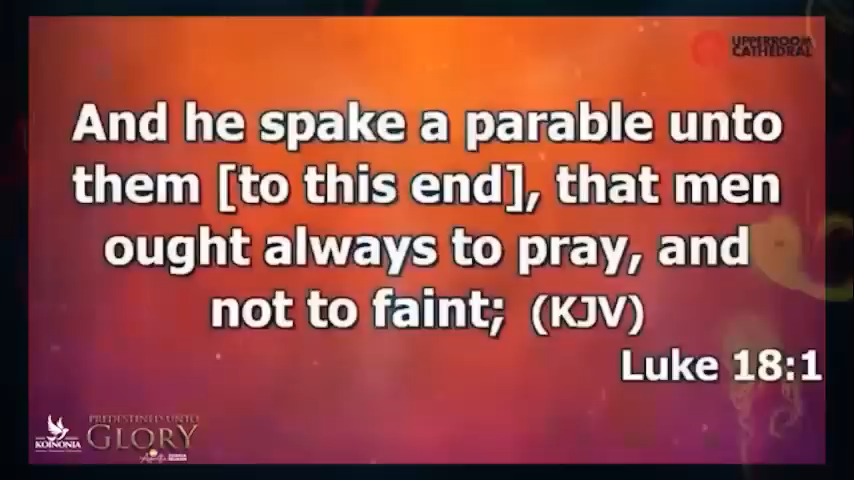 UPPERROOM
CATHEDRAL
And he spake a parable unto
them [to this end], that men
ought always to pray, and
not to faint; (KJV)
Luke 18:1
KOINONIA
PREDESTINED UNTO
GLORY